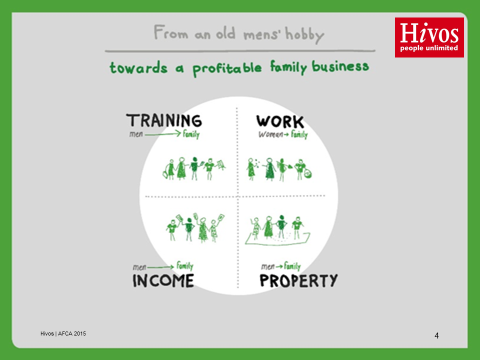 From an old mens' hobby
Hivos
people unlimited
towards a profitable family business
TRAINING
men → family
WORK
Women → family
men → family
INCOME
men → family
PROPERTY
Hivos | AFCA 2015
4